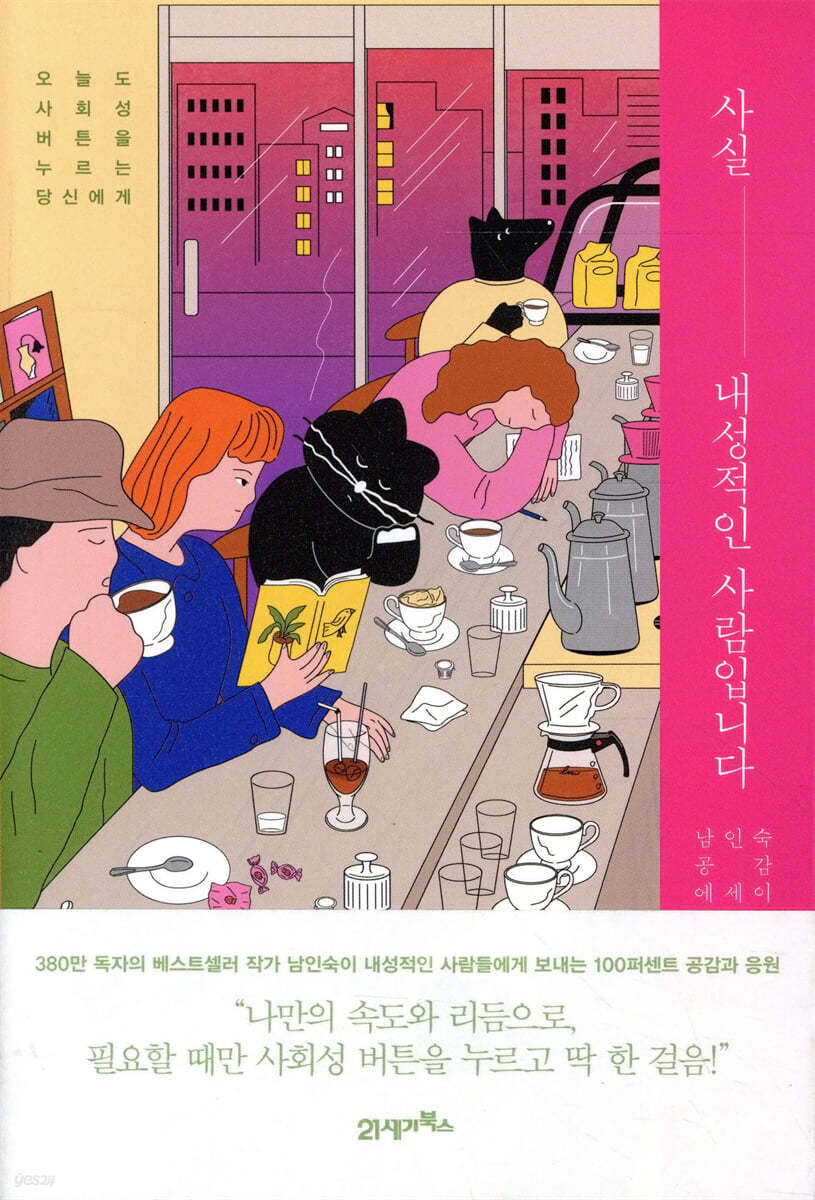 오늘도
사회성
버튼을
누르는
당신에게
사실
내성적인 사람입니다
남인숙
공감
에세이
380만 독자의 베스트셀러 작가 남인숙이 내성적인 사람들에게 보내는 100퍼센트 공감과 응원
“나만의 속도와 리듬으로,
필요할 때만 사회성 버튼을 누르고 딱 한 걸음!”
21세기북스
yes24